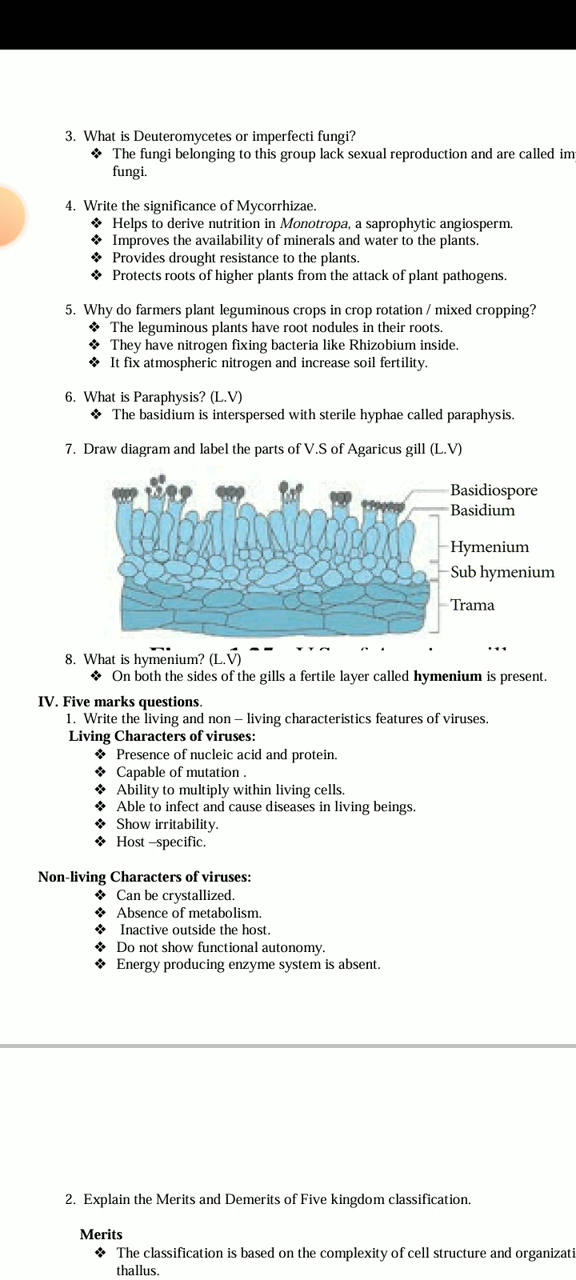 3. What is Deuteromycetes or imperfecti fungi?
❖ The fungi belonging to this group lack sexual reproduction and are called
fungi.
4. Write the significance of Mycorrhizae.
❖ Helps to derive nutrition in Monotropa, a saprophytic angiosperm.
❖ Improves the availability of minerals and water to the plants.
❖ Provides drought resistance to the plants.
❖ Protects roots of higher plants from the attack of plant pathogens.
5. Why do farmers plant leguminous crops in crop rotation / mixed cropping?
❖ The leguminous plants have root nodules in their roots.
❖ They have nitrogen fixing bacteria like Rhizobium inside.
❖ It fix atmospheric nitrogen and increase soil fertility.
6. What is Paraphysis? (L.V)
❖ The basidium is interspersed with sterile hyphae called paraphysis.
7. Draw diagram and label the parts of V.S of Agaricus gill (L.V)
Basidiospore
Basidium
Hymenium
Sub hymenium
Trama
8. What is hymenium? (L.V)
❖ On both the sides of the gills a fertile layer called hymenium is present.
IV. Five marks questions.
1. Write the living and non – living characteristics features of viruses.
Living Characters of viruses:
❖ Presence of nucleic acid and protein.
❖ Capable of mutation .
❖ Ability to multiply within living cells.
❖ Able to infect and cause diseases in living beings.
❖ Show irritability.
❖ Host –specific.
Non-living Characters of viruses:
❖ Can be crystallized.
❖ Absence of metabolism.
❖ Inactive outside the host.
❖ Do not show functional autonomy.
❖ Energy producing enzyme system is absent.
2. Explain the Merits and Demerits of Five kingdom classification.
Merits
❖ The classification is based on the complexity of cell structure and
thallus.